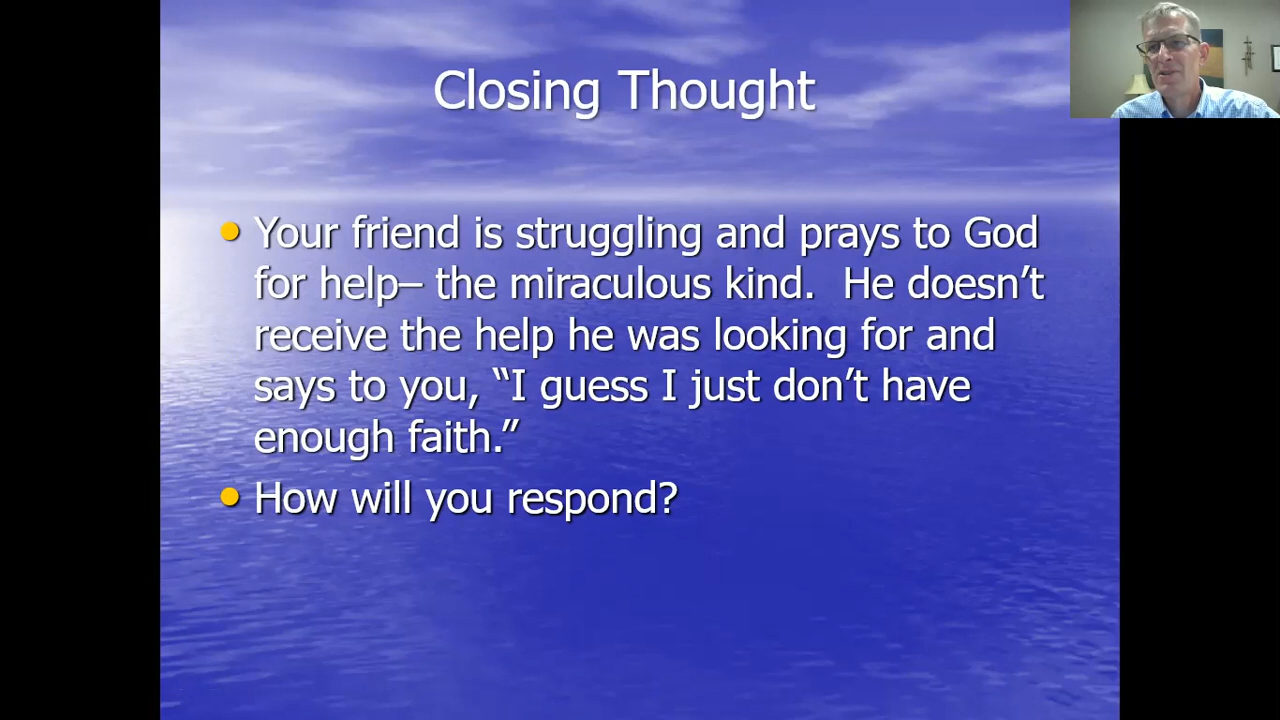 Closing Thought
Your friend is struggling and prays to God
for help– the miraculous kind.  He doesn’t
receive the help he was looking for and
says to you, “I guess I just don’t have
enough faith.”
How will you respond?